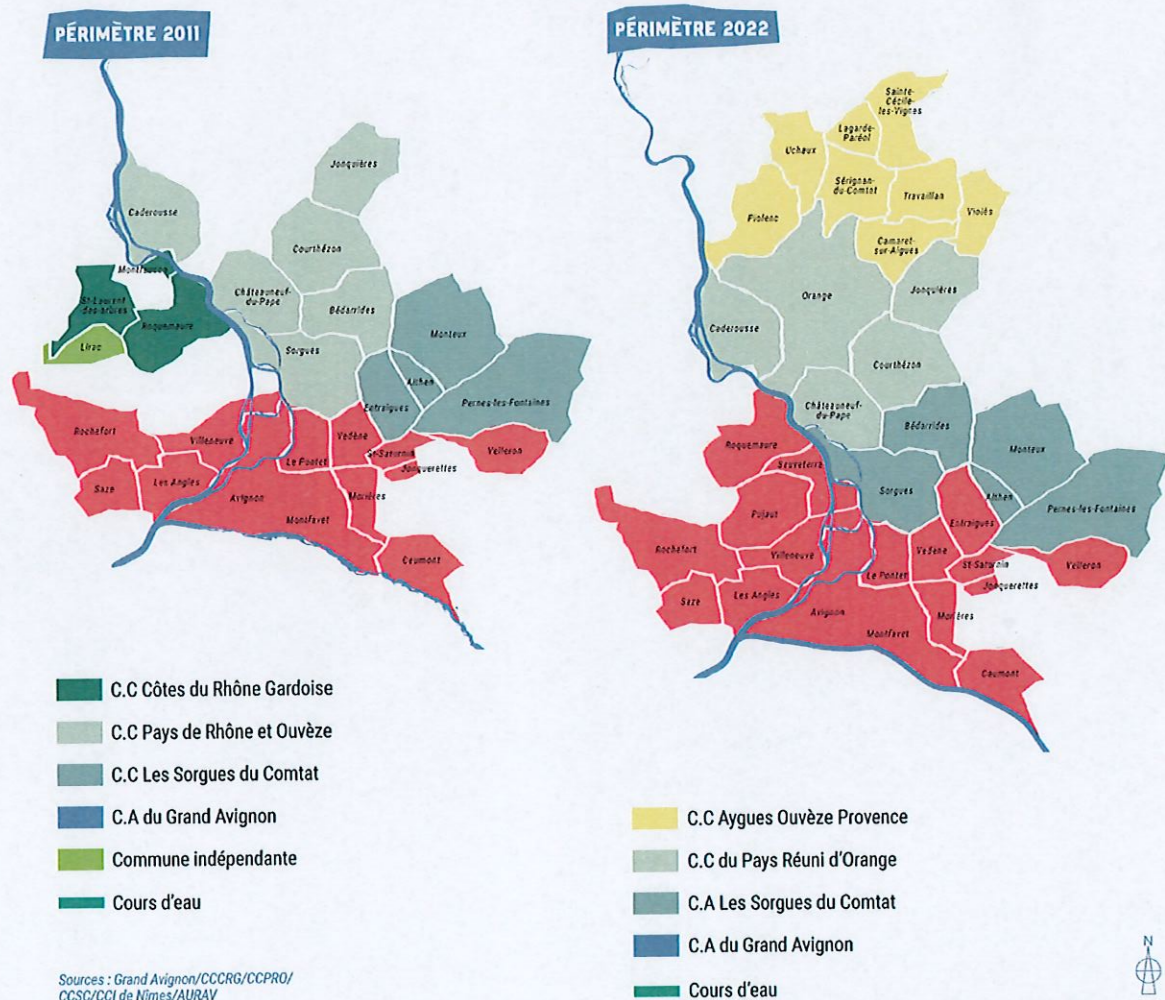 PÉRIMÈTRE 2011
Jonquières
Caderousse
Courthézon
Montfaucon
Châteauneuf-
du-Pape
St-Laurent
des-arbres
Bédarrides
Roquemaure
Monteux
Lirac
Sorgues
Althen
Entraigues
Pernes-les-Fontaines
Rochefort
Villeneuve
Vedène
St-Saturnin
Velleron
Le Pontet
Jonquerettes
Saze
Les Angles
Avignon
Morières
Montfavet
Caumont
C.C Côtes du Rhône Gardoise
C.C Pays de Rhône et Ouvèze
C.C Les Sorgues du Comtat
C.A du Grand Avignon
Commune indépendante
Cours d'eau
Sources : Grand Avignon/CCCRG/CCPRO/
CCSC/CCI de Nîmes/AURAV
PÉRIMÈTRE 2022
Sainte-
Cécile-
les-Vignes
Lagarde-
Paréol
Uchaux
Sérignan-
du-Comtat
Travaillan
Violès
Piolenc
Camaret-
sur-Aigues
Orange
Jonquières
Caderousse
Courthézon
Châteauneuf-
du-Pape
Bédarrides
Roquemaure
Monteux
Sauveterre
Sorgues
Althen
Pujaut
Entraigues
Pernes-les-Fontaines
Rochefort
Villeneuve
Vedène
St-Saturnin
Velleron
Le Pontet
Jonquerettes
Saze
Les Angles
Avignon
Morières
Montfavet
Caumont
C.C Aygues Ouvèze Provence
C.C du Pays Réuni d'Orange
C.A Les Sorgues du Comtat
C.A du Grand Avignon
Cours d'eau
N